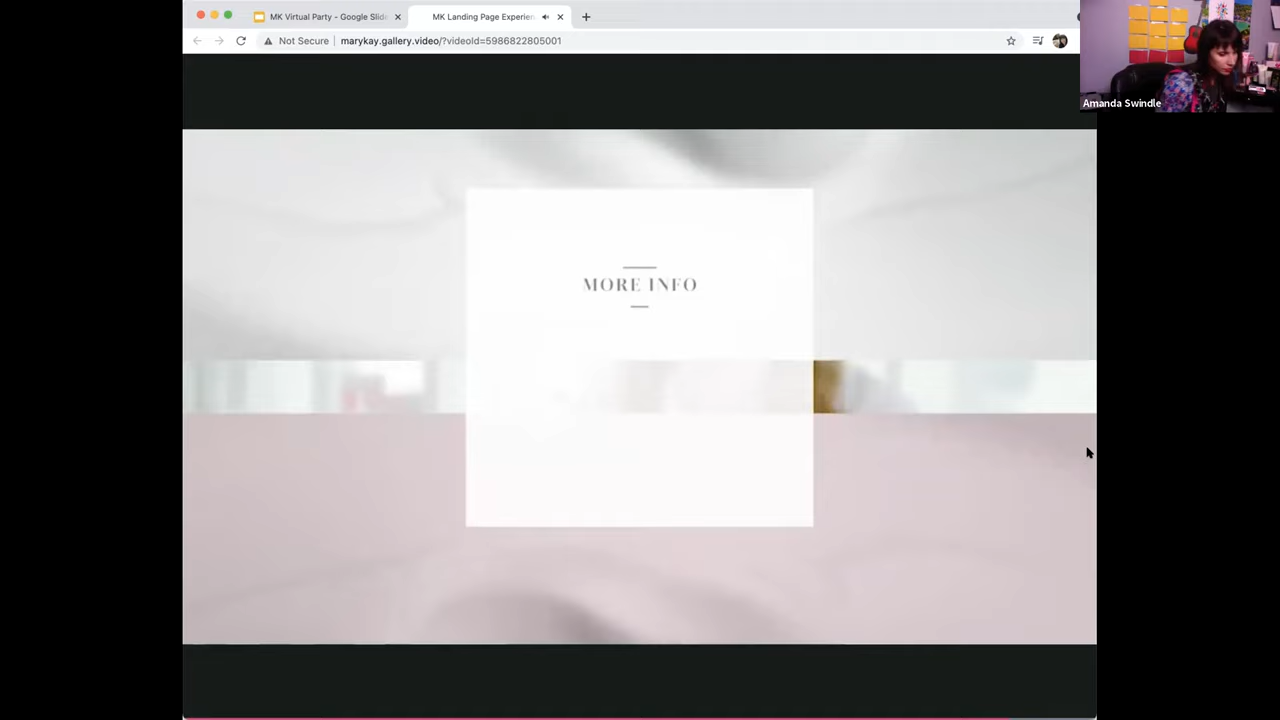 MK Virtual Party - Google Slide
MK Landing Page Experien
Not Secure
marykay.gallery.video/?videoId=5986822805001
Amanda Swindle
MORE INFO